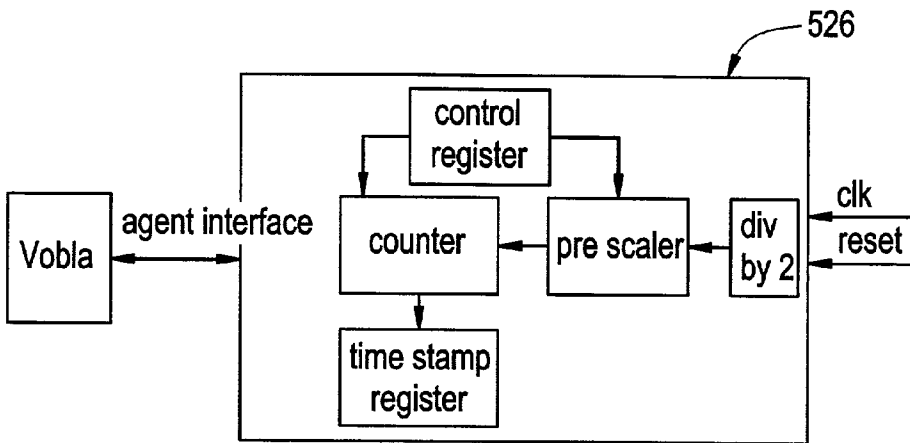 526
control
register
agent interface
Vobla
counter
pre scaler
div
by 2
clk
reset
time stamp
register